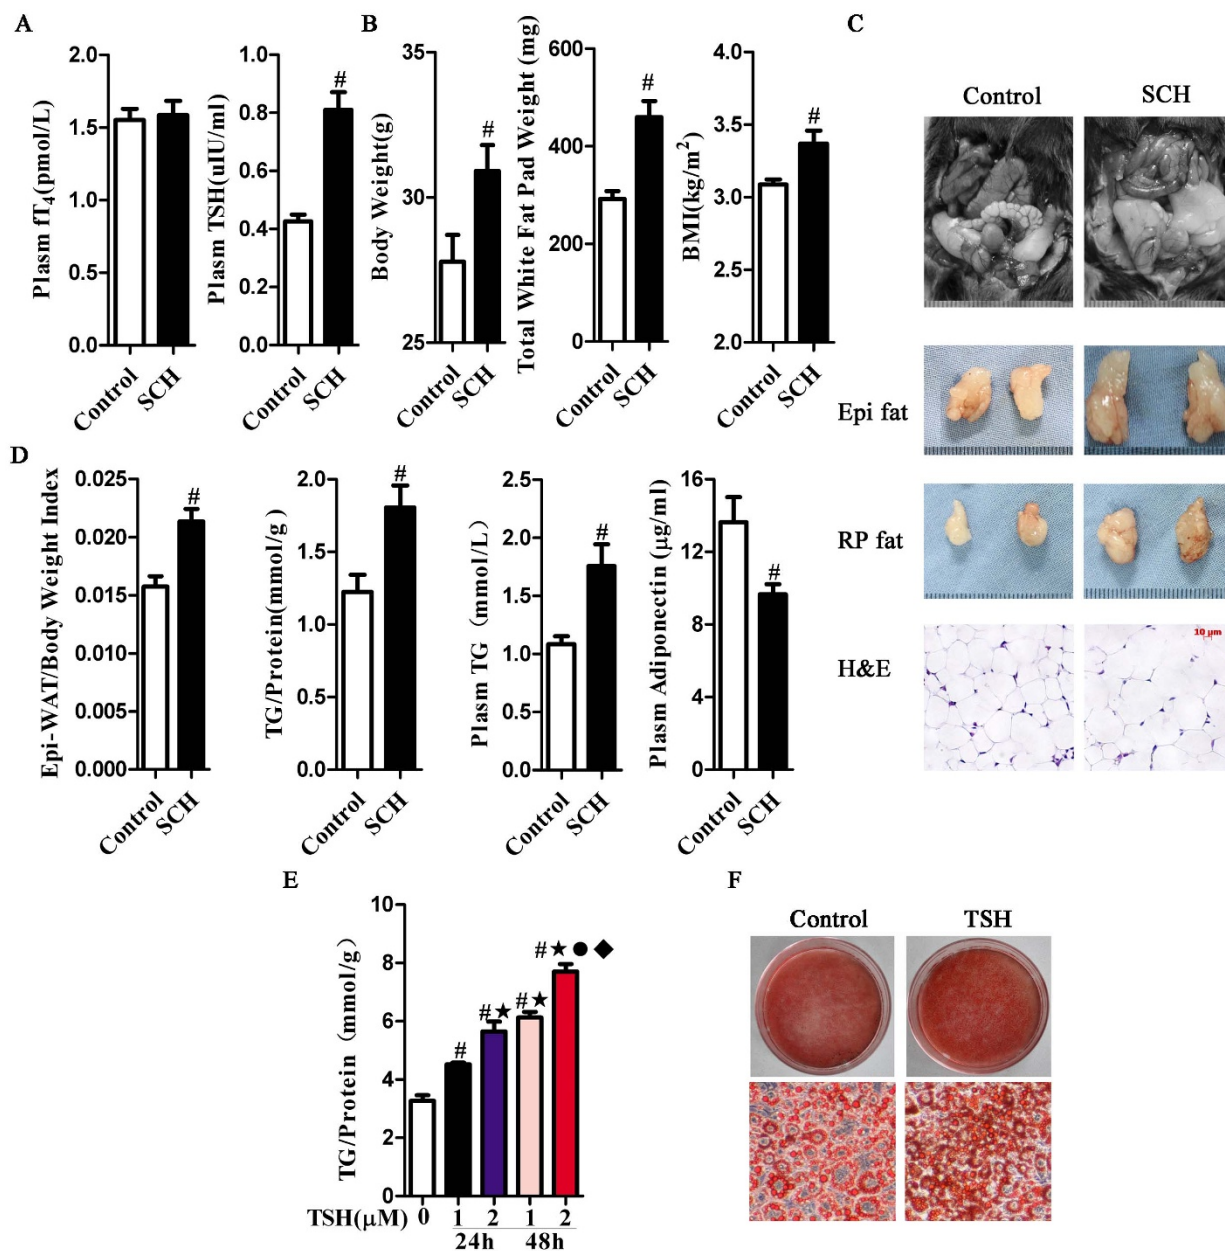 A
Plasm fT4(pmol/L)
2.0
1.5
1.0
0.5
0.0
Control
SCH
Plasm TSH(uIU/ml)
1.0
0.8
0.6
0.4
0.2
0.0
#
Control
SCH
B
Body Weight(g)
35
30
25
#
Control
SCH
Total White Fat Pad Weight (mg)
600
400
200
0
#
Control
SCH
BMI(kg/m2)
4.0
3.5
3.0
2.5
2.0
#
Control
SCH
C
Control SCH
Epi fat
RP fat
H&E
10 μm
D
Epi-WAT/Body Weight Index
0.025
0.020
0.015
0.010
0.005
0.000
#
Control
SCH
TG/Protein(mmol/g )
2.0
1.5
1.0
0.5
0.0
#
Control
SCH
Plasm TG (mmol/L)
2.5
2.0
1.5
1.0
0.5
0.0
#
Control
SCH
Plasm Adiponectin (μg/ml)
16
12
8
4
0
#
Control
SCH
E
TG/Protein (mmol/g)
10
8
6
4
2
0
#
#★
#★
#★●◆
TSH(μM) 0 1 2 1 2
24h 48h
F
Control TSH